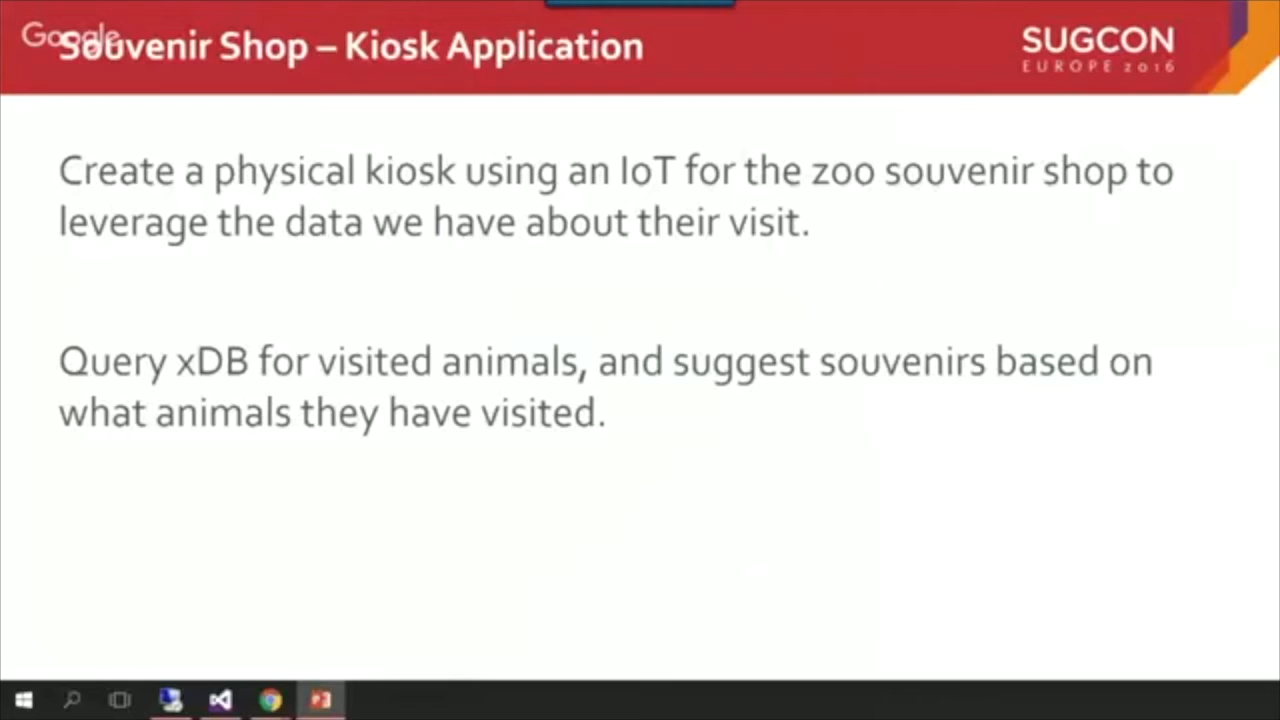 Google
Souvenir Shop – Kiosk Application
SUGCON
EUROPE 2016
Create a physical kiosk using an IoT for the zoo souvenir shop to
leverage the data we have about their visit.
Query xDB for visited animals, and suggest souvenirs based on
what animals they have visited.